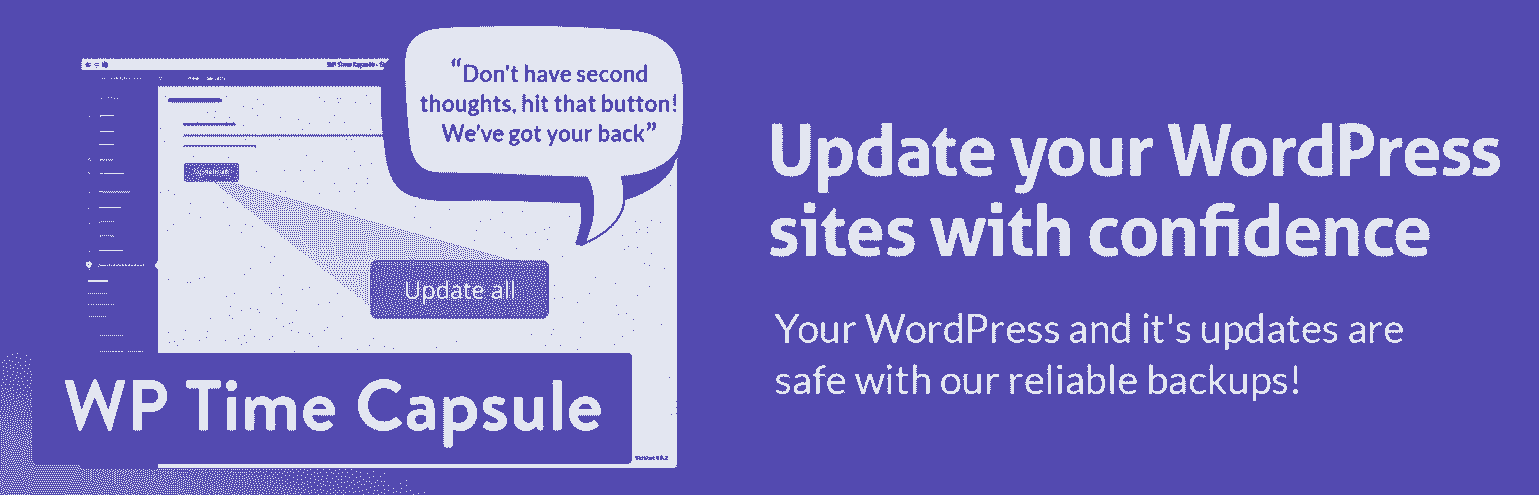 “Don't have second
thoughts, hit that button!
We've got your back”
Update all
WP Time Capsule
Update your WordPress
sites with confidence
Your WordPress and it's updates are
safe with our reliable backups!